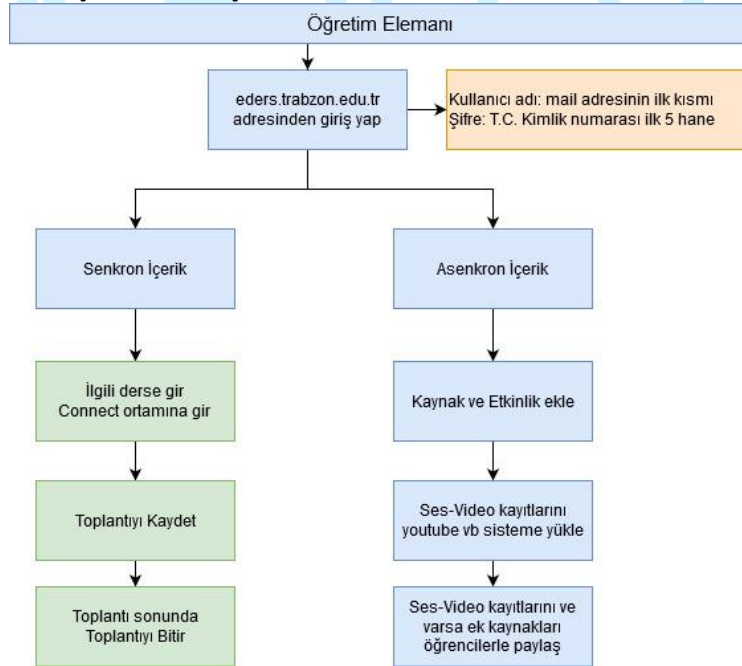 Öğretim Elemanı
eders.trabzon.edu.tr
adresinden giriş yap
Kullanıcı adı: mail adresinin ilk kısmı
Şifre: T.C. Kimlik numarası ilk 5 hane
Senkron İçerik
Asenkron İçerik
İlgili derse gir
Connect ortamına gir
Kaynak ve Etkinlik ekle
Toplantıyı Kaydet
Ses-Video kayıtlarını
youtube vb sisteme yükle
Toplantı sonunda
Toplantıyı Bitir
Ses-Video kayıtlarını ve
varsa ek kaynakları
öğrencilerle paylaş